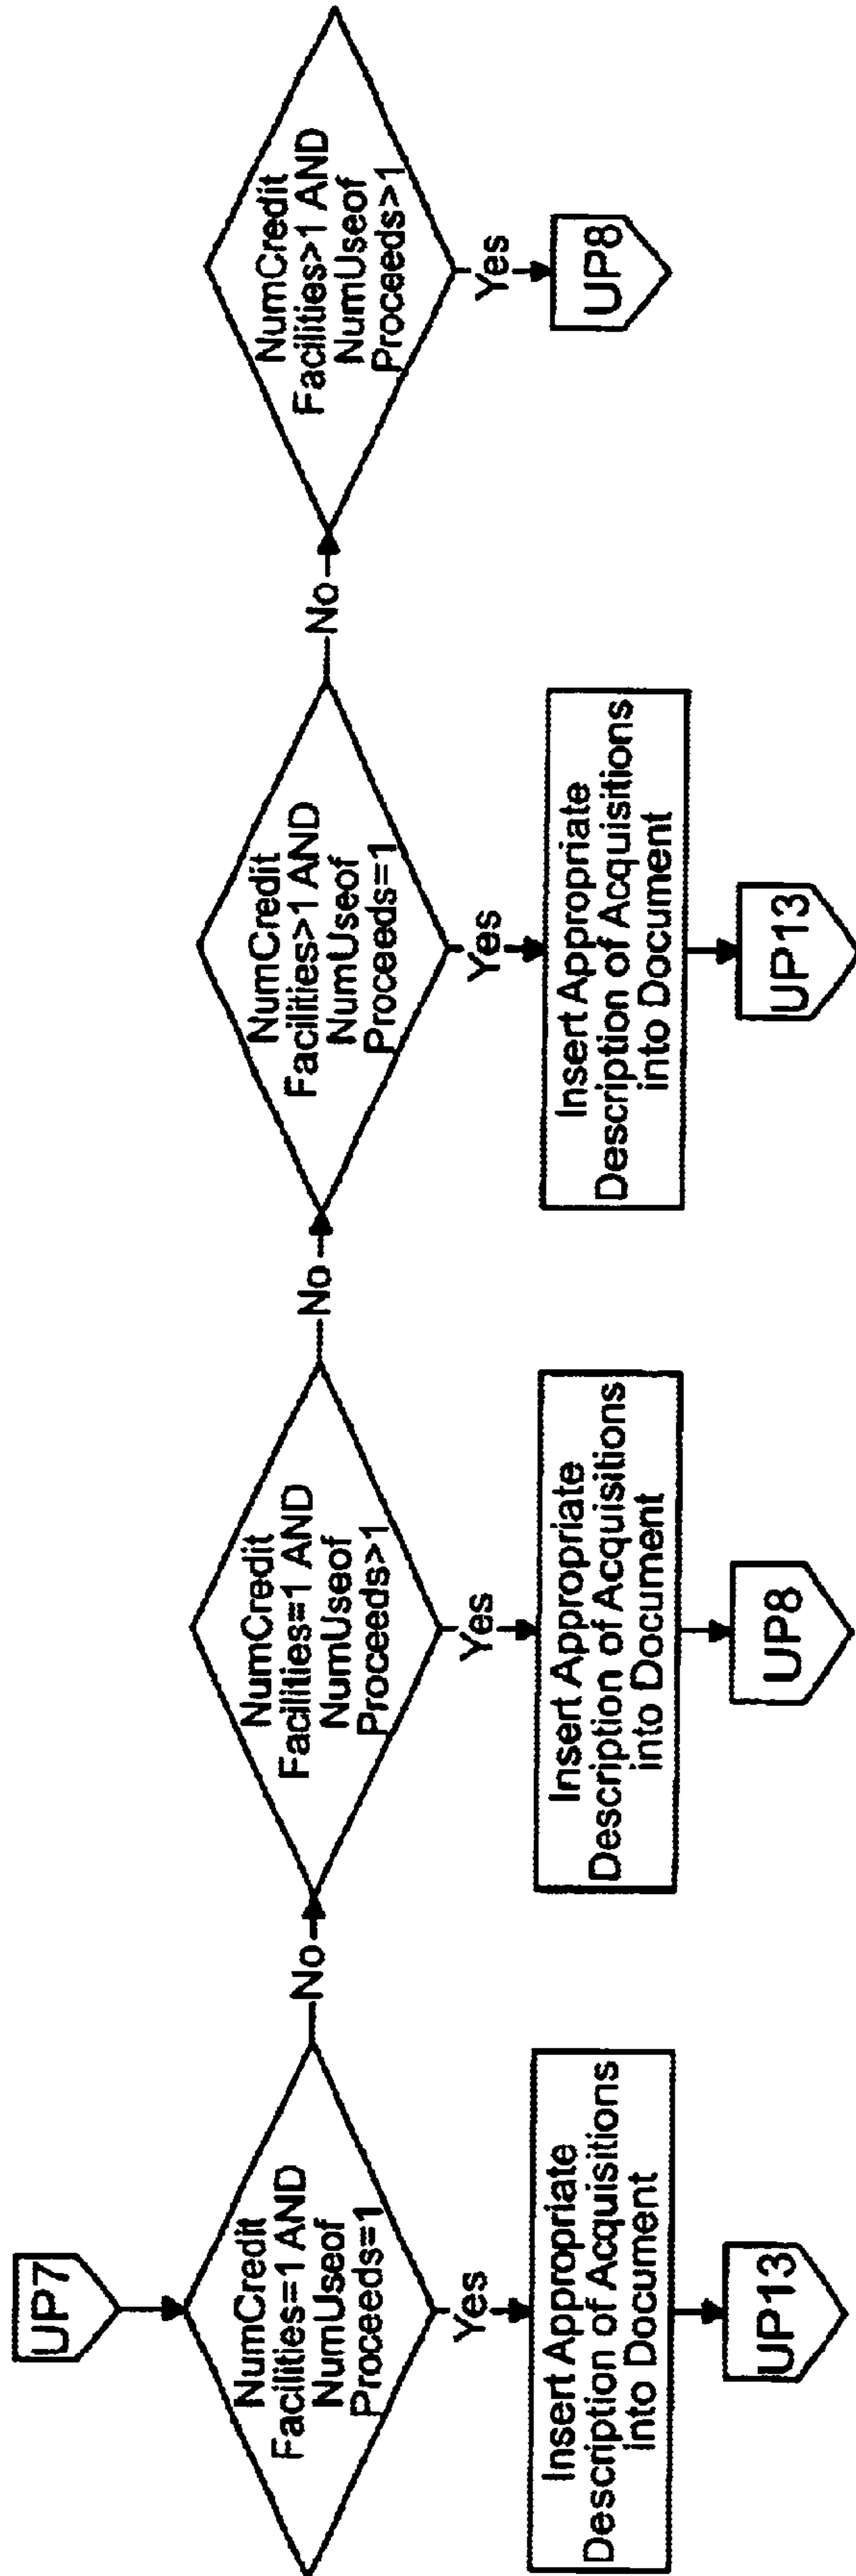 UP7
NumCredit
Facilities=1 AND
NumUseof
Proceeds=1
No
Yes
Insert Appropriate
Description of Acquisitions
into Document
UP13
NumCredit
Facilities=1 AND
NumUseof
Proceeds>1
No
Yes
Insert Appropriate
Description of Acquisitions
into Document
UP8
NumCredit
Facilities>1 AND
NumUseof
Proceeds=1
No
Yes
Insert Appropriate
Description of Acquisitions
into Document
UP13
NumCredit
Facilities>1 AND
NumUseof
Proceeds>1
Yes
UP8